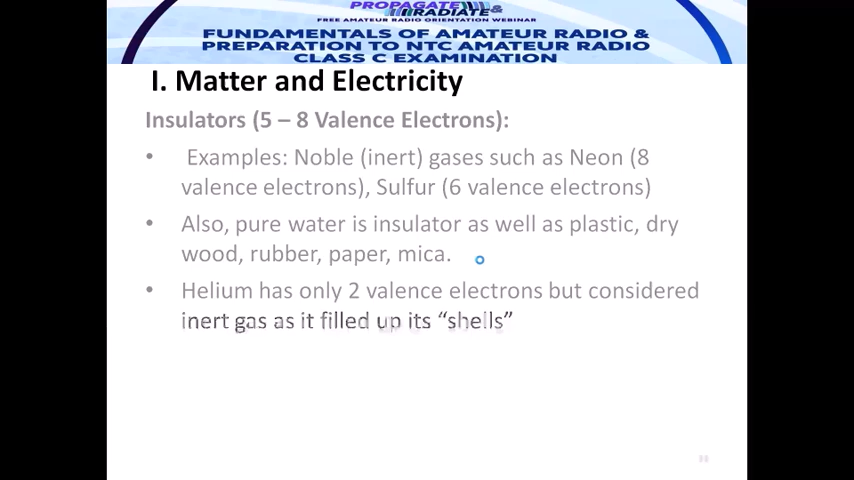 PROPAGATE &
RADIATE
FREE AMATEUR RADIO ORIENTATION WEBINAR
FUNDAMENTALS OF AMATEUR RADIO &
PREPARATION TO NTC AMATEUR RADIO
CLASS C EXAMINATION
I. Matter and Electricity
Insulators (5 – 8 Valence Electrons):
• Examples: Noble (inert) gases such as Neon (8
valence electrons), Sulfur (6 valence electrons)
• Also, pure water is insulator as well as plastic, dry
wood, rubber, paper, mica.
• Helium has only 2 valence electrons but considered
inert gas as it filled up its “shells”